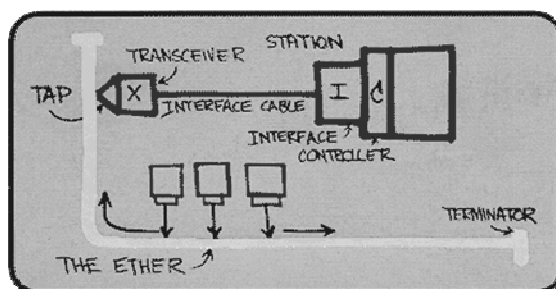 STATION
TRANSCEIVER
TAP
X
I
C
INTERFACE CABLE
INTERFACE
CONTROLLER
TERMINATOR
THE ETHER